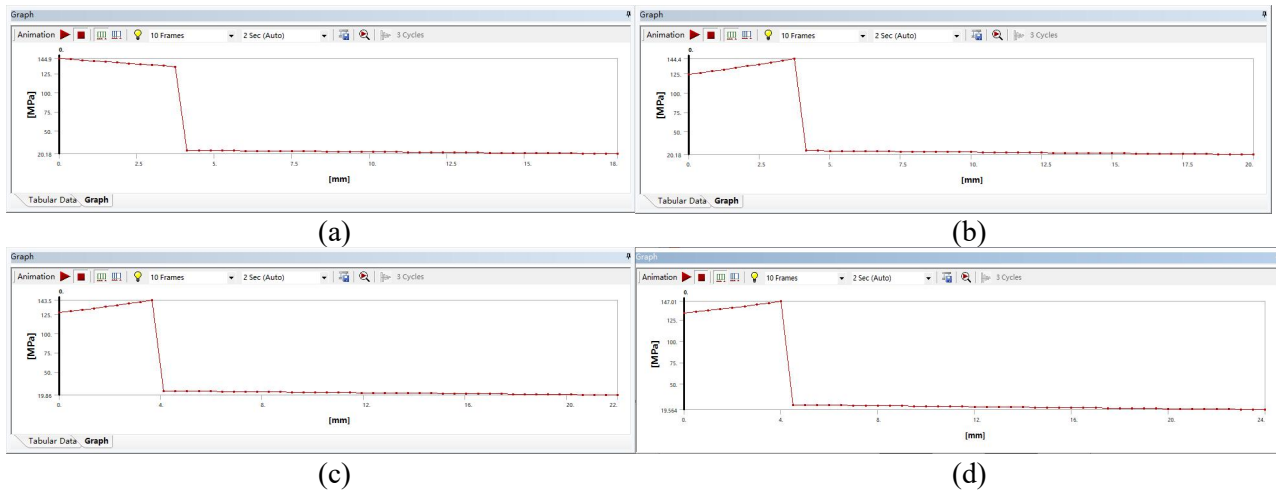 Graph
Animation 10 Frames 2 Sec (Auto) 3 Cycles
0.
144.9
125.
100.
75.
50.
20.18
[MPa]
0. 2.5 5. 7.5 10. 12.5 15. 18.
[mm]
Tabular Data Graph
(a)
Animation 10 Frames 2 Sec (Auto) 3 Cycles
0.
144.4
125.
100.
75.
50.
20.18
[MPa]
0. 2.5 5. 7.5 10. 12.5 15. 17.5 20.
[mm]
Tabular Data Graph
(b)
Graph
Animation 10 Frames 2 Sec (Auto) 3 Cycles
0.
143.5
125.
100.
75.
50.
19.86
[MPa]
0. 4. 8. 12. 16. 20. 22.
[mm]
Tabular Data Graph
(c)
Graph
Animation 10 Frames 2 Sec (Auto) 3 Cycles
0.
147.01
125.
100.
75.
50.
19.564
[MPa]
0. 4. 8. 12. 16. 20. 24.
[mm]
(d)